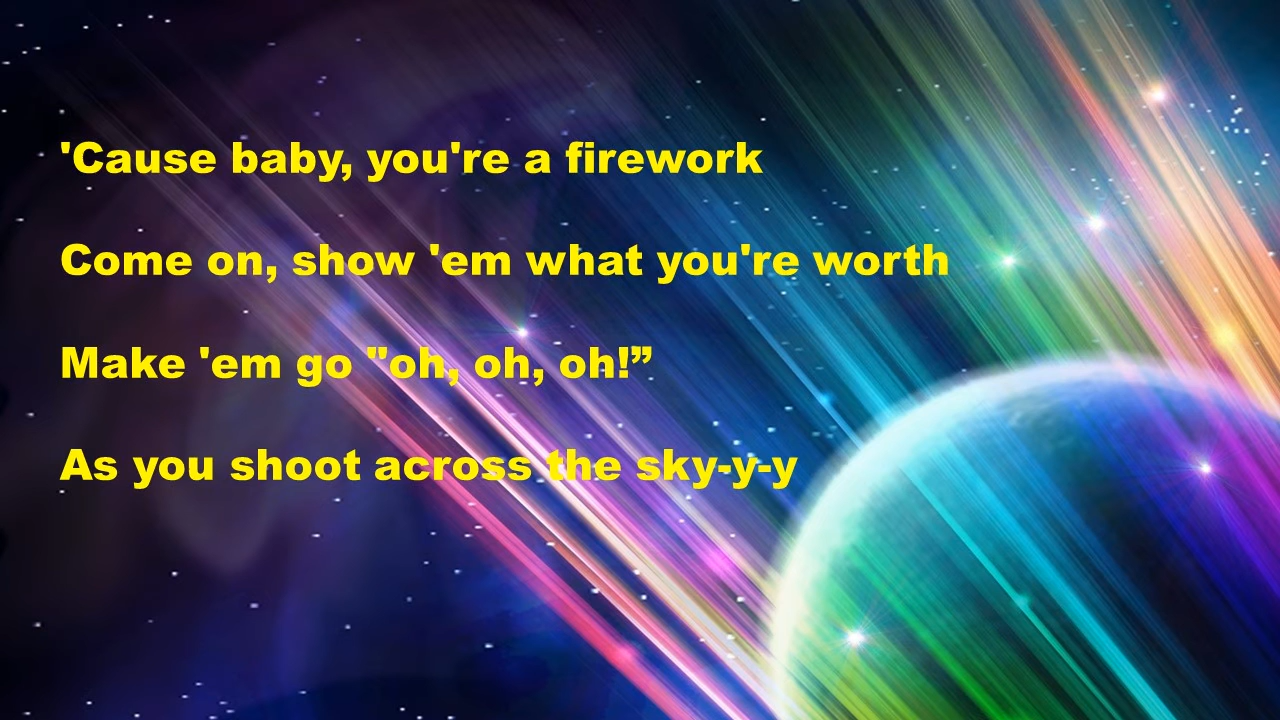 'Cause baby, you're a firework
Come on, show 'em what you're worth
Make 'em go "oh, oh, oh!”
As you shoot across the sky-y-y